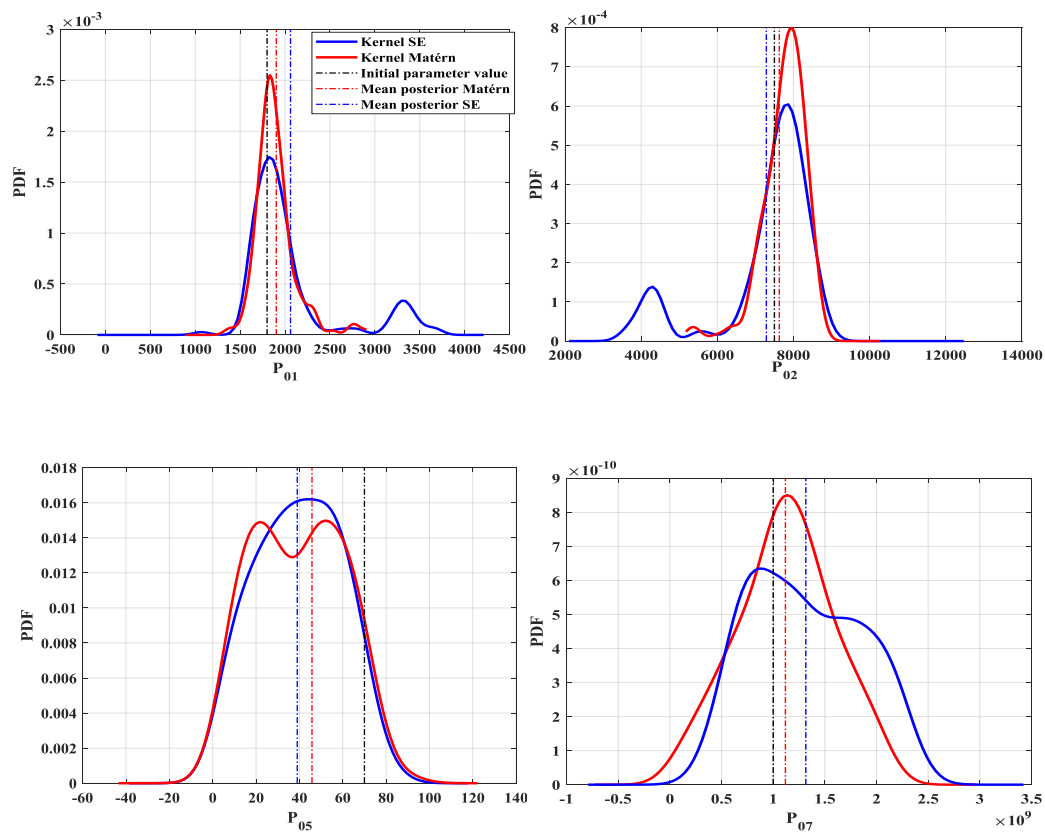 ×10⁻³
3
2.5
2
1.5
1
0.5
0
PDF
-500 0 500 1000 1500 2000 2500 3000 3500 4000 4500
P₀₁
Kernel SE
Kernel Matérn
Initial parameter value
Mean posterior Matérn
Mean posterior SE
×10⁻⁴
8
7
6
5
4
3
2
1
0
PDF
2000 4000 6000 8000 10000 12000 14000
P₀₂
0.018
0.016
0.014
0.012
0.01
0.008
0.006
0.004
0.002
0
PDF
-60 -40 -20 0 20 40 60 80 100 120 140
P₀₅
×10⁻¹⁰
9
8
7
6
5
4
3
2
1
0
PDF
-1 -0.5 0 0.5 1 1.5 2 2.5 3 3.5
P₀₇
×10⁹